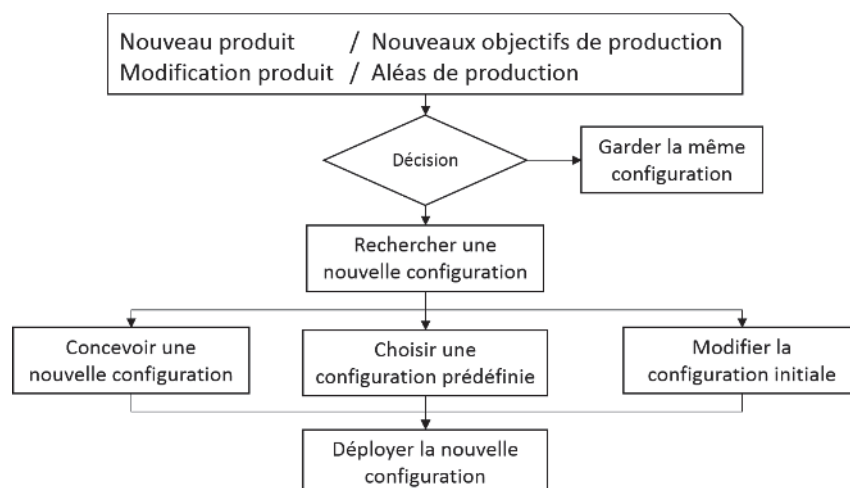 Nouveau produit / Nouveaux objectifs de production
Modification produit / Aléas de production
Décision
Garder la même
configuration
Rechercher une
nouvelle configuration
Concevoir une
nouvelle configuration
Choisir une
configuration prédéfinie
Modifier la
configuration initiale
Déployer la nouvelle
configuration